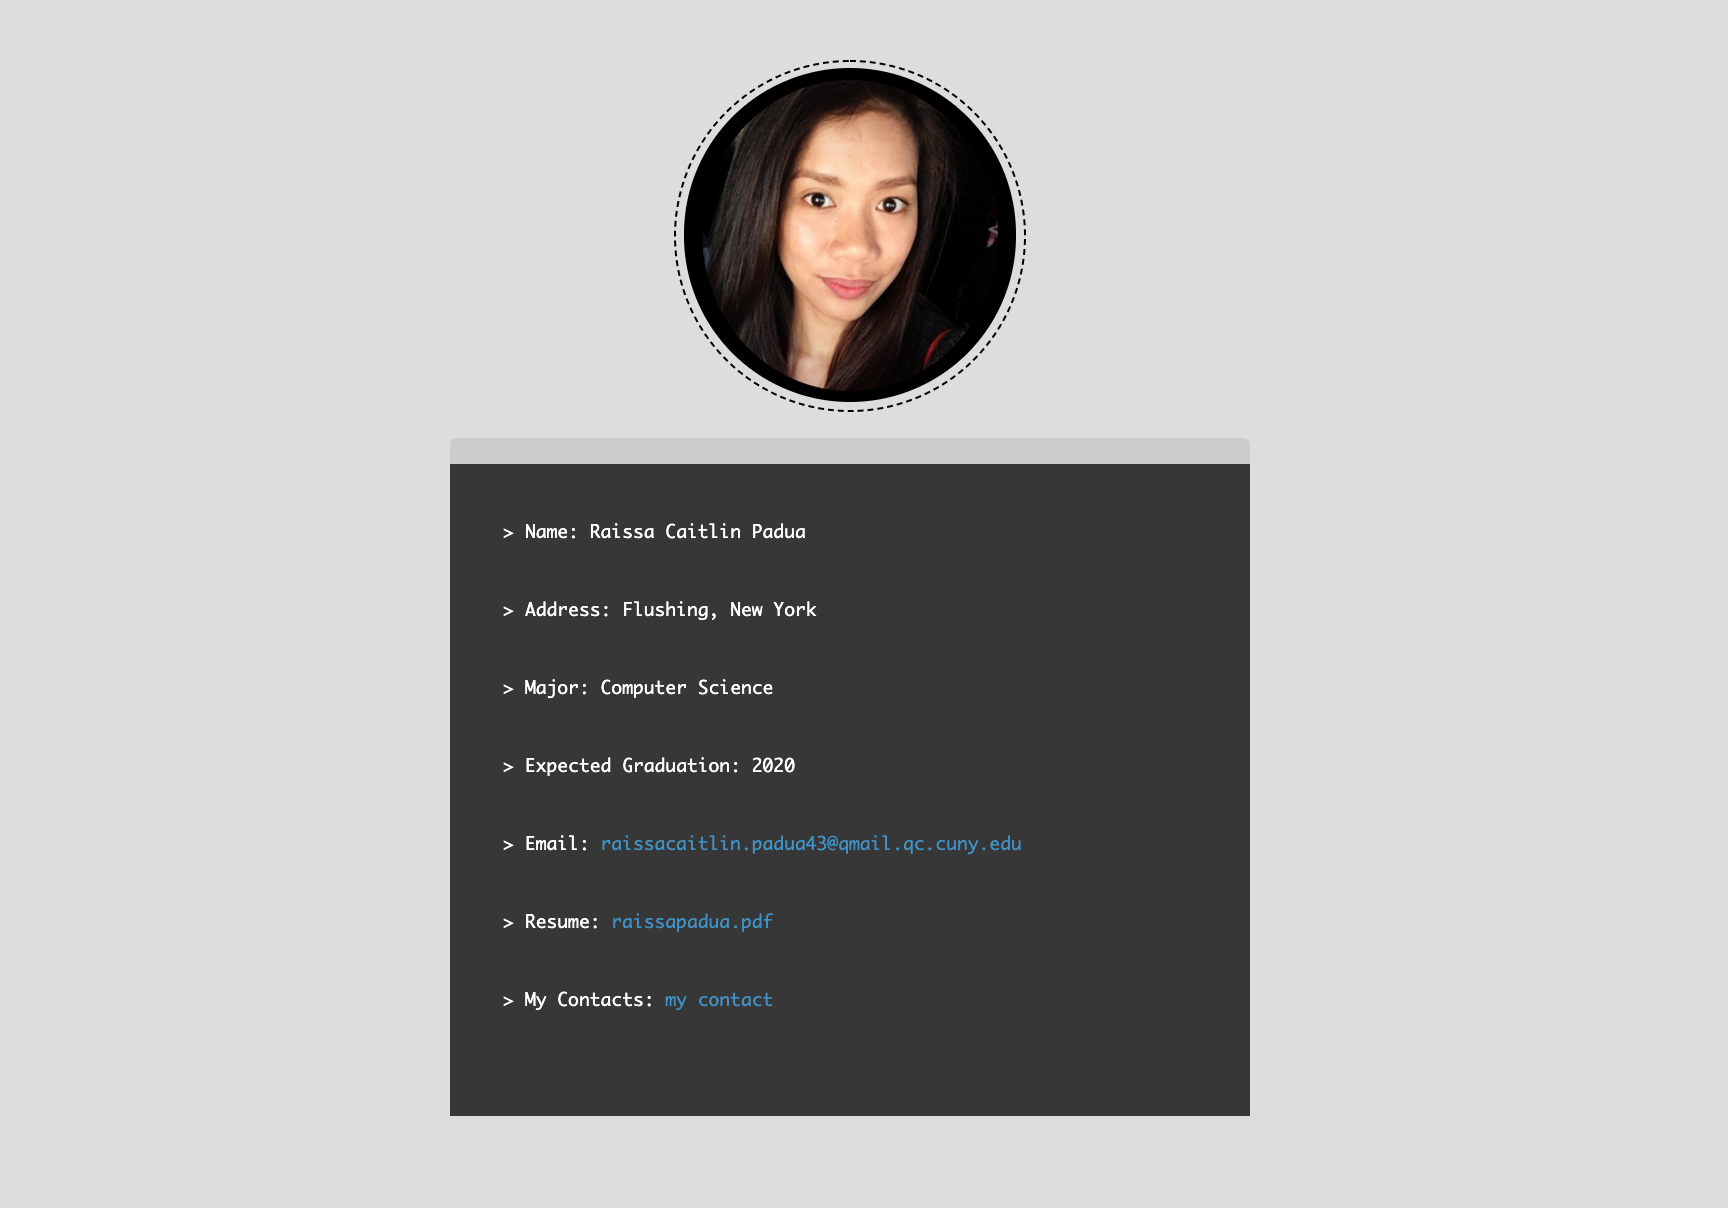 > Name: Raissa Caitlin Padua
> Address: Flushing, New York
> Major: Computer Science
> Expected Graduation: 2020
> Email: raissacaitlin.padua43@qmail.qc.cuny.edu
> Resume: raissapadua.pdf
> My Contacts: my contact